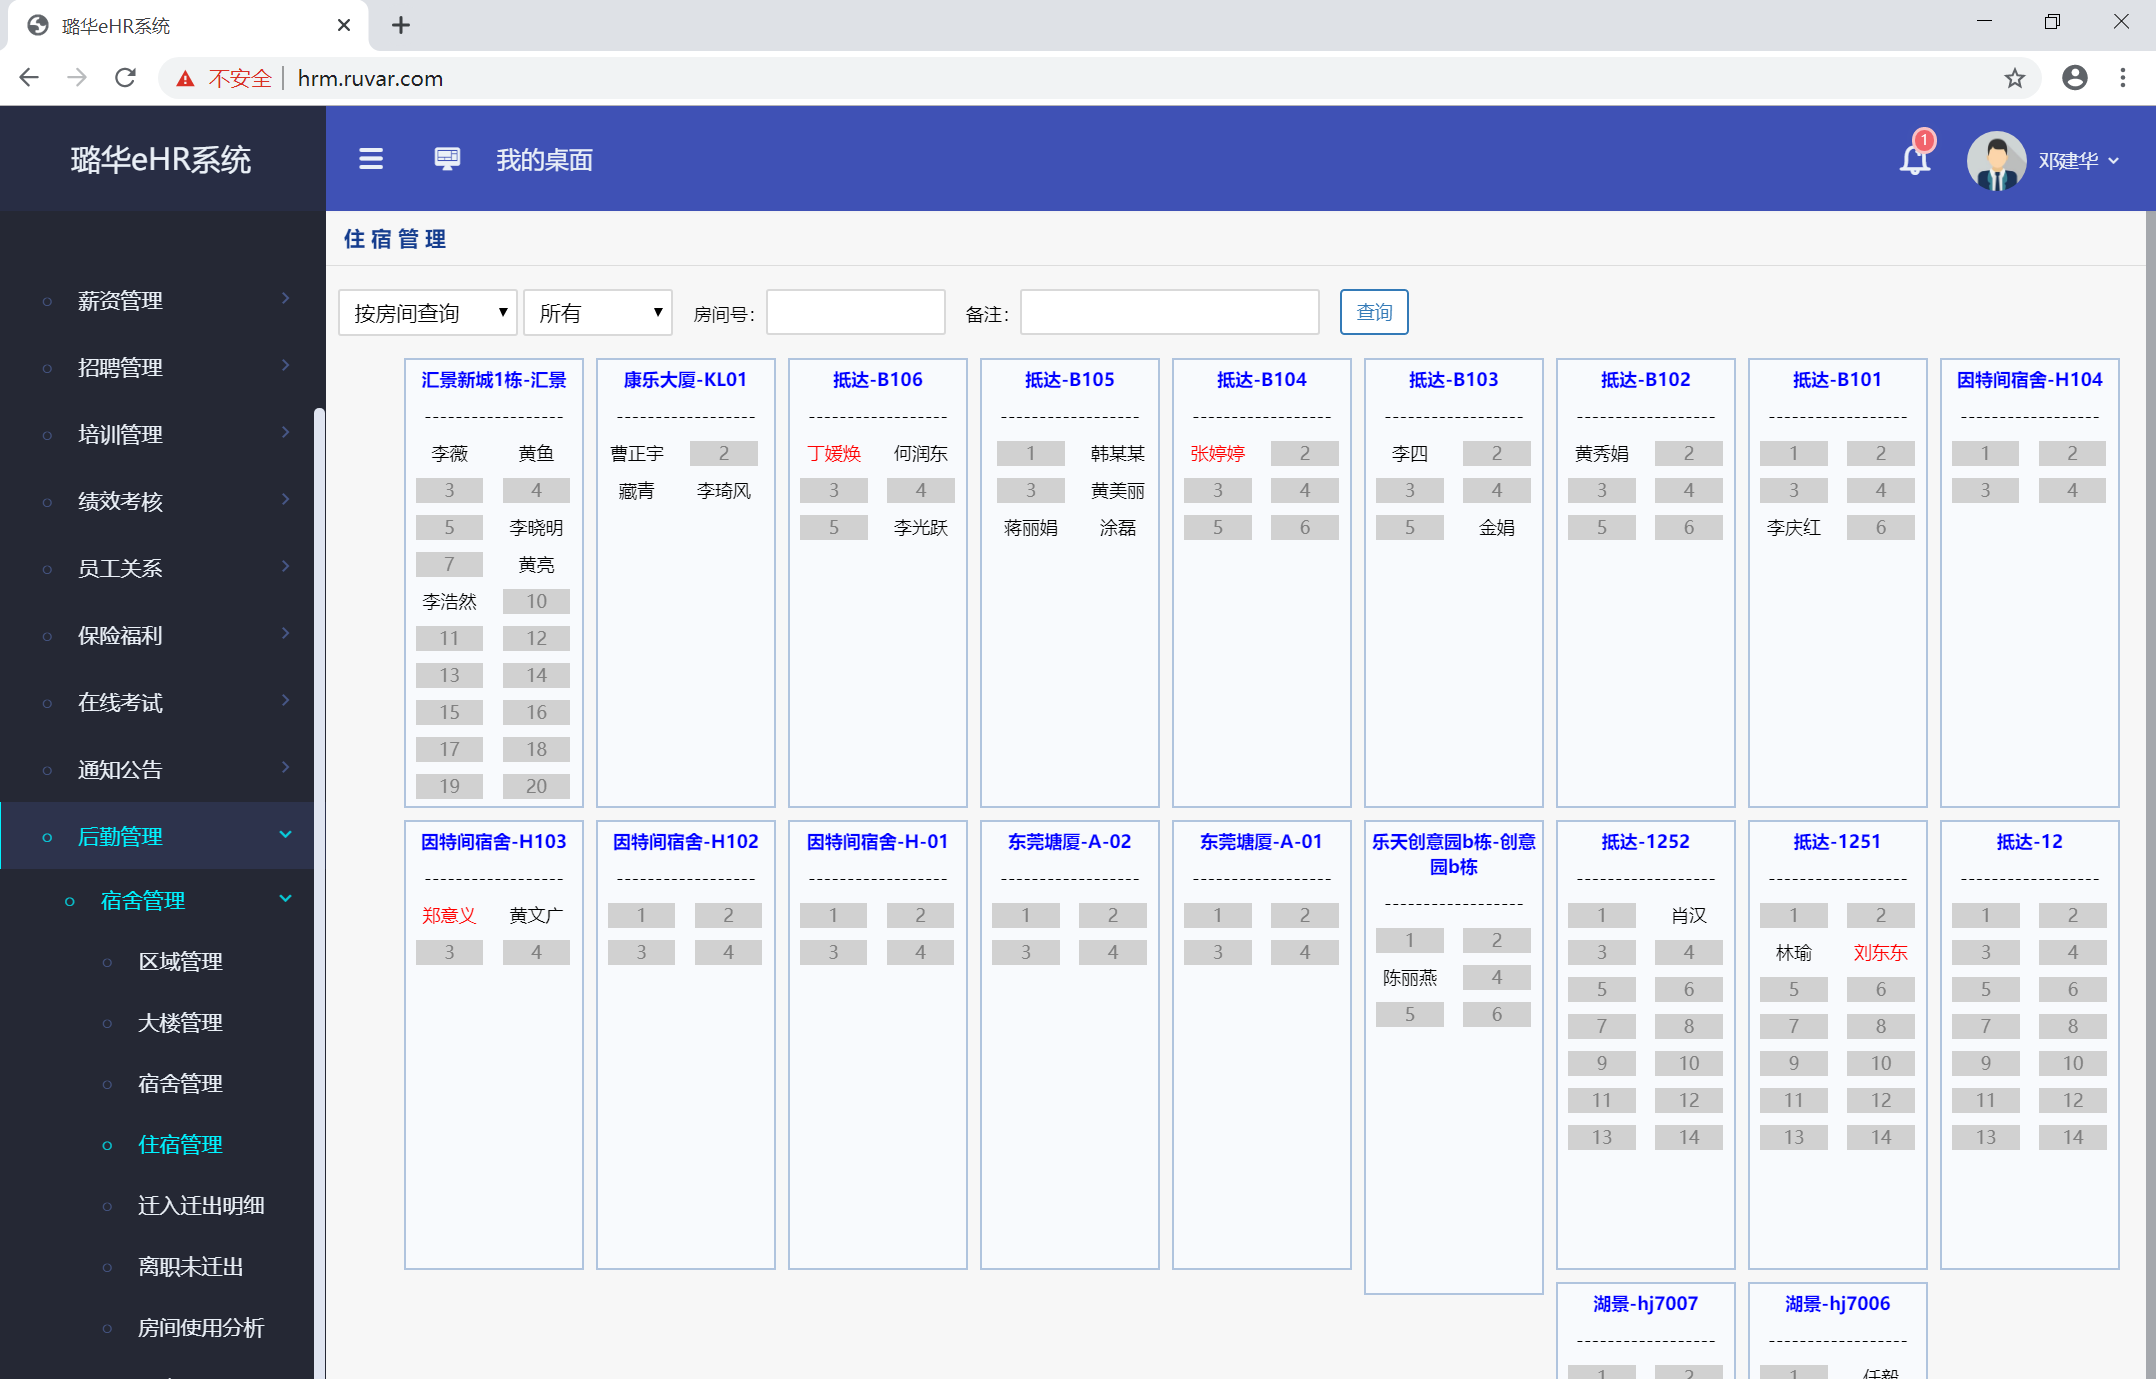 璐华eHR系统
不安全 hrm.ruvar.com
璐华eHR系统
我的桌面
1
邓建华
薪资管理
招聘管理
培训管理
绩效考核
员工关系
保险福利
在线考试
通知公告
后勤管理
宿舍管理
区域管理
大楼管理
宿舍管理
住宿管理
迁入迁出明细
离职未迁出
房间使用分析
住宿管理
按房间查询 所有 房间号： 备注： 查询
汇景新城1栋-汇景
------------------
李薇 黄鱼
3 4
5 李晓明
7 黄亮
李浩然 10
11 12
13 14
15 16
17 18
19 20
康乐大厦-KL01
------------------
曹正宇 2
藏青 李琦风
抵达-B106
------------------
丁媛焕 何润东
3 4
5 李光跃
抵达-B105
------------------
1 韩某某
3 黄美丽
蒋丽娟 涂磊
抵达-B104
------------------
张婷婷 2
3 4
5 6
抵达-B103
------------------
李四 2
3 4
5 金娟
抵达-B102
------------------
黄秀娟 2
3 4
5 6
抵达-B101
------------------
1 2
3 4
李庆红 6
因特间宿舍-H104
------------------
1 2
3 4
因特间宿舍-H103
------------------
郑意义 黄文广
3 4
因特间宿舍-H102
------------------
1 2
3 4
因特间宿舍-H-01
------------------
1 2
3 4
东莞塘厦-A-02
------------------
1 2
3 4
东莞塘厦-A-01
------------------
1 2
3 4
乐天创意园b栋-创意
园b栋
------------------
1 2
陈丽燕 4
5 6
抵达-1252
------------------
1 肖汉
3 4
5 6
7 8
9 10
11 12
13 14
抵达-1251
------------------
1 2
林瑜 刘东东
5 6
7 8
9 10
11 12
13 14
抵达-12
------------------
1 2
3 4
5 6
7 8
9 10
11 12
13 14
湖景-hj7007
------------------
1 2
湖景-hj7006
------------------
1 任毅